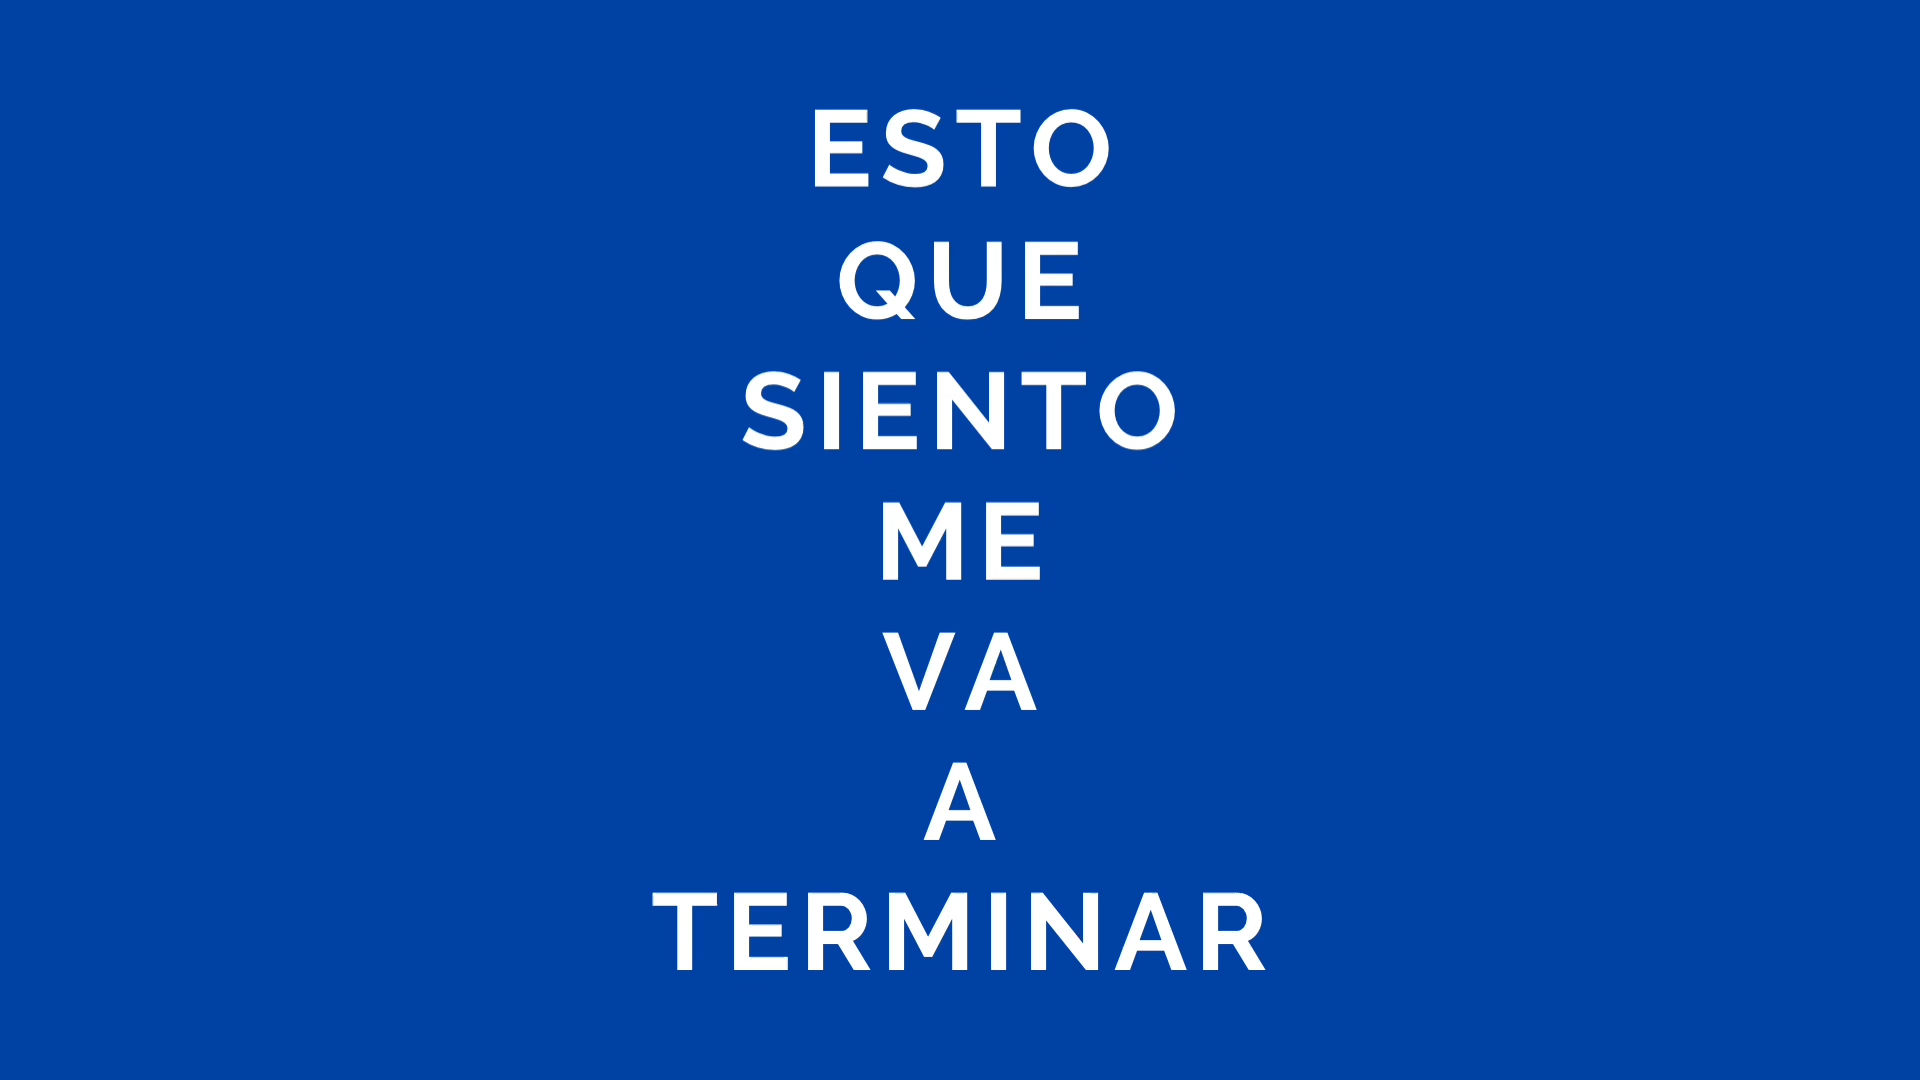 ESTO
QUE
SIENTO
ME
VA
A
TERMINAR